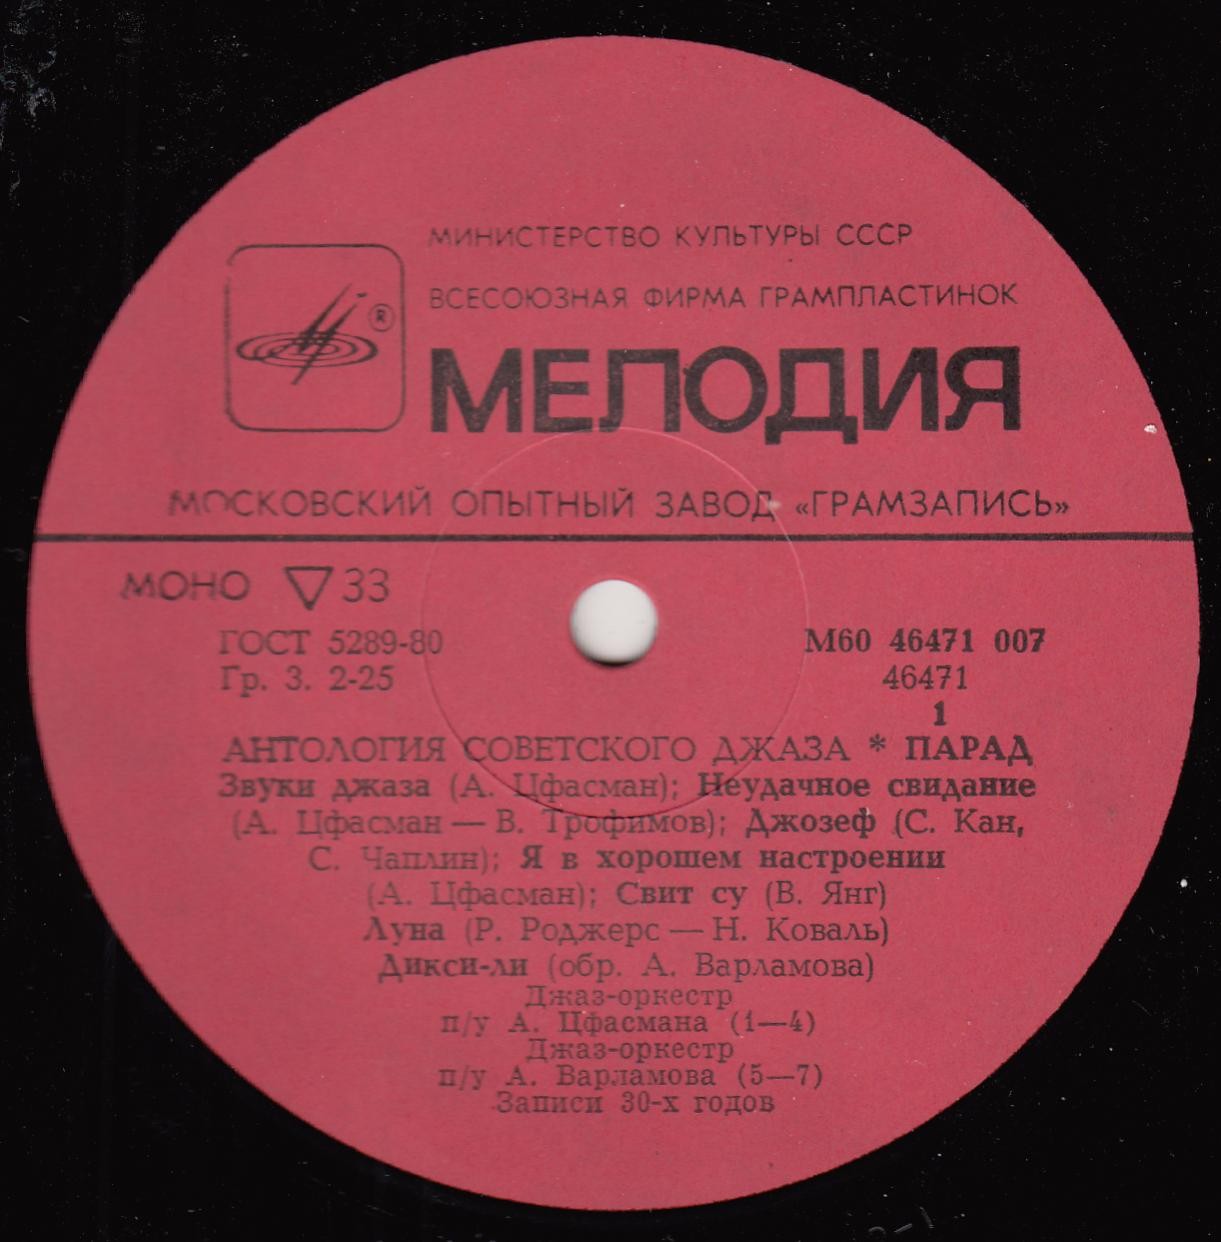 МИНИСТЕРСТВО КУЛЬТУРЫ СССР
ВСЕСОЮЗНАЯ ФИРМА ГРАМПЛАСТИНОК
®
МЕЛОДИЯ
МОСКОВСКИЙ ОПЫТНЫЙ ЗАВОД «ГРАМЗАПИСЬ»
МОНО ▽ 33
ГОСТ 5289-80
Гр. 3. 2-25
М60 46471 007
46471
1
АНТОЛОГИЯ СОВЕТСКОГО ДЖАЗА * ПАРАД
Звуки джаза (А. Цфасман); Неудачное свидание
(А. Цфасман — В. Трофимов); Джозеф (С. Кан,
С. Чаплин); Я в хорошем настроении
(А. Цфасман); Свит су (В. Янг)
Луна (Р. Роджерс — Н. Коваль)
Дикси-ли (обр. А. Варламова)
Джаз-оркестр
п/у А. Цфасмана (1—4)
Джаз-оркестр
п/у А. Варламова (5—7)
Записи 30-х годов